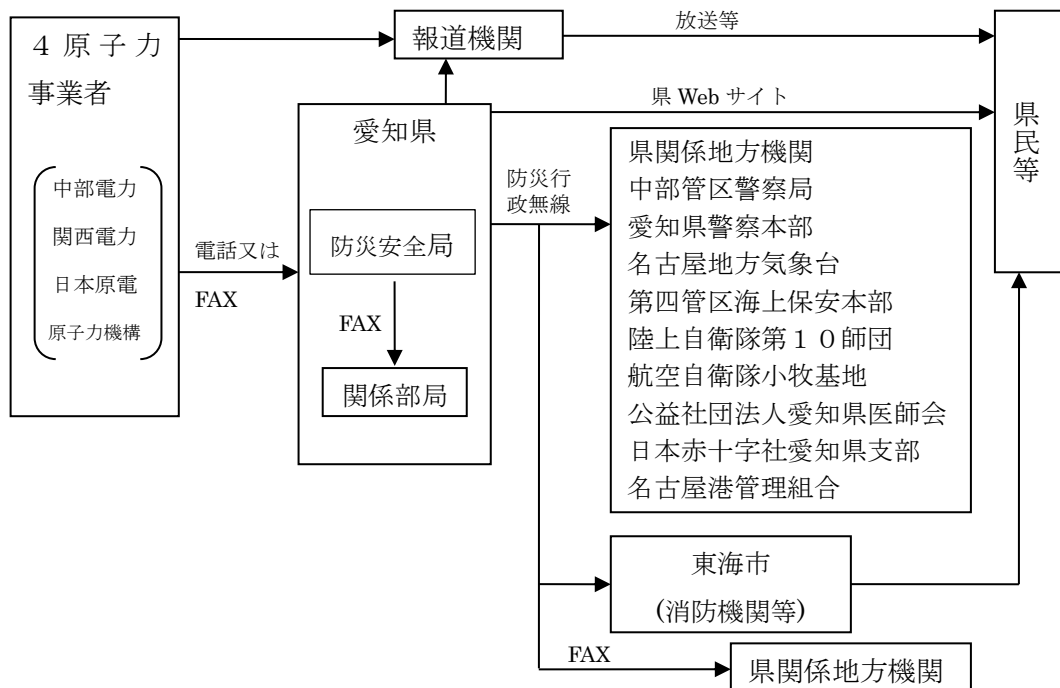 ４原子力
事業者
中部電力
関西電力
日本原電
原子力機構
電話又は
FAX
報道機関
放送等
県 Web サイト
愛知県
防災安全局
FAX
関係部局
防災行
政無線
県関係地方機関
中部管区警察局
愛知県警察本部
名古屋地方気象台
第四管区海上保安本部
陸上自衛隊第１０師団
航空自衛隊小牧基地
公益社団法人愛知県医師会
日本赤十字社愛知県支部
名古屋港管理組合
東海市
(消防機関等)
FAX
県関係地方機関
県民等